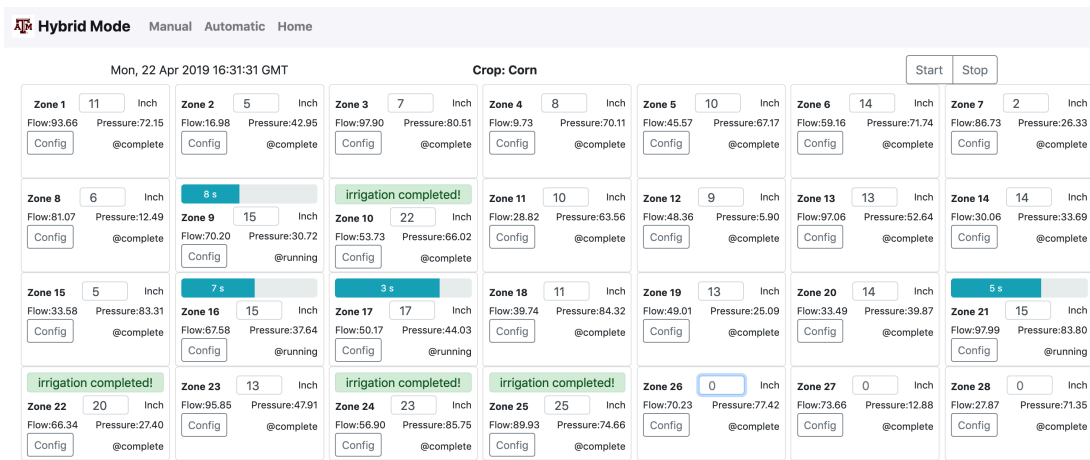 ATM Hybrid Mode Manual Automatic Home
Mon, 22 Apr 2019 16:31:31 GMT Crop: Corn Start Stop
Zone 1 11 Inch Zone 2 5 Inch Zone 3 7 Inch Zone 4 8 Inch Zone 5 10 Inch Zone 6 14 Inch Zone 7 2 Inch
Flow:93.66 Pressure:72.15 Flow:16.98 Pressure:42.95 Flow:97.90 Pressure:80.51 Flow:9.73 Pressure:70.11 Flow:45.57 Pressure:67.17 Flow:59.16 Pressure:71.74 Flow:86.73 Pressure:26.33
Config @complete Config @complete Config @complete Config @complete Config @complete Config @complete Config @complete
8 s irrigation completed!
Zone 8 6 Inch Zone 9 15 Inch Zone 10 22 Inch Zone 11 10 Inch Zone 12 9 Inch Zone 13 13 Inch Zone 14 14 Inch
Flow:81.07 Pressure:12.49 Flow:70.20 Pressure:30.72 Flow:53.73 Pressure:66.02 Flow:28.82 Pressure:63.56 Flow:48.36 Pressure:5.90 Flow:97.06 Pressure:52.64 Flow:30.06 Pressure:33.69
Config @complete Config @running Config @complete Config @complete Config @complete Config @complete Config @complete
7 s 3 s 5 s
Zone 15 5 Inch Zone 16 15 Inch Zone 17 17 Inch Zone 18 11 Inch Zone 19 13 Inch Zone 20 14 Inch Zone 21 15 Inch
Flow:33.58 Pressure:83.31 Flow:67.58 Pressure:37.64 Flow:50.17 Pressure:44.03 Flow:39.74 Pressure:84.32 Flow:49.01 Pressure:25.09 Flow:33.49 Pressure:39.87 Flow:97.99 Pressure:83.80
Config @complete Config @running Config @running Config @complete Config @complete Config @complete Config @running
irrigation completed! irrigation completed! irrigation completed!
Zone 22 20 Inch Zone 23 13 Inch Zone 24 23 Inch Zone 25 25 Inch Zone 26 0 Inch Zone 27 0 Inch Zone 28 0 Inch
Flow:66.34 Pressure:27.40 Flow:95.85 Pressure:47.91 Flow:56.90 Pressure:85.75 Flow:89.93 Pressure:74.66 Flow:70.23 Pressure:77.42 Flow:73.66 Pressure:12.88 Flow:27.87 Pressure:71.35
Config @complete Config @complete Config @complete Config @complete Config @complete Config @complete Config @complete